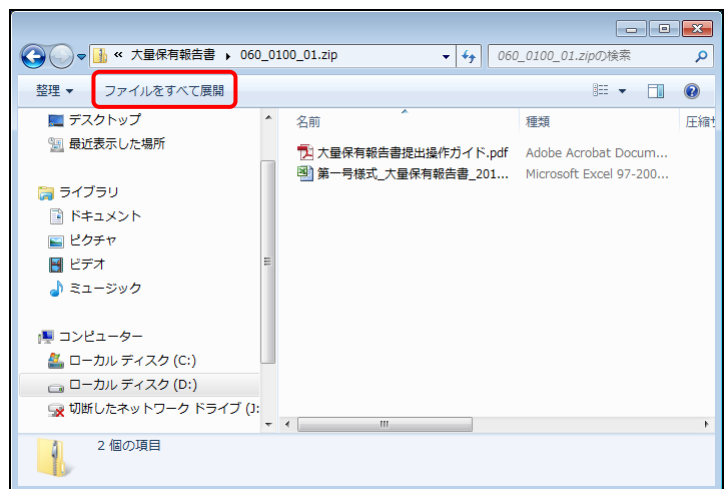 « 大量保有報告書 ▸ 060_0100_01.zip
060_0100_01.zipの検索
整理 ▼ ファイルをすべて展開
デスクトップ
最近表示した場所
ライブラリ
ドキュメント
ピクチャ
ビデオ
ミュージック
コンピューター
ローカル ディスク (C:)
ローカル ディスク (D:)
切断したネットワーク ドライブ (J:
名前 種類 圧縮サ
大量保有報告書提出操作ガイド.pdf Adobe Acrobat Docum...
第一号様式_大量保有報告書_201... Microsoft Excel 97-200...
2 個の項目